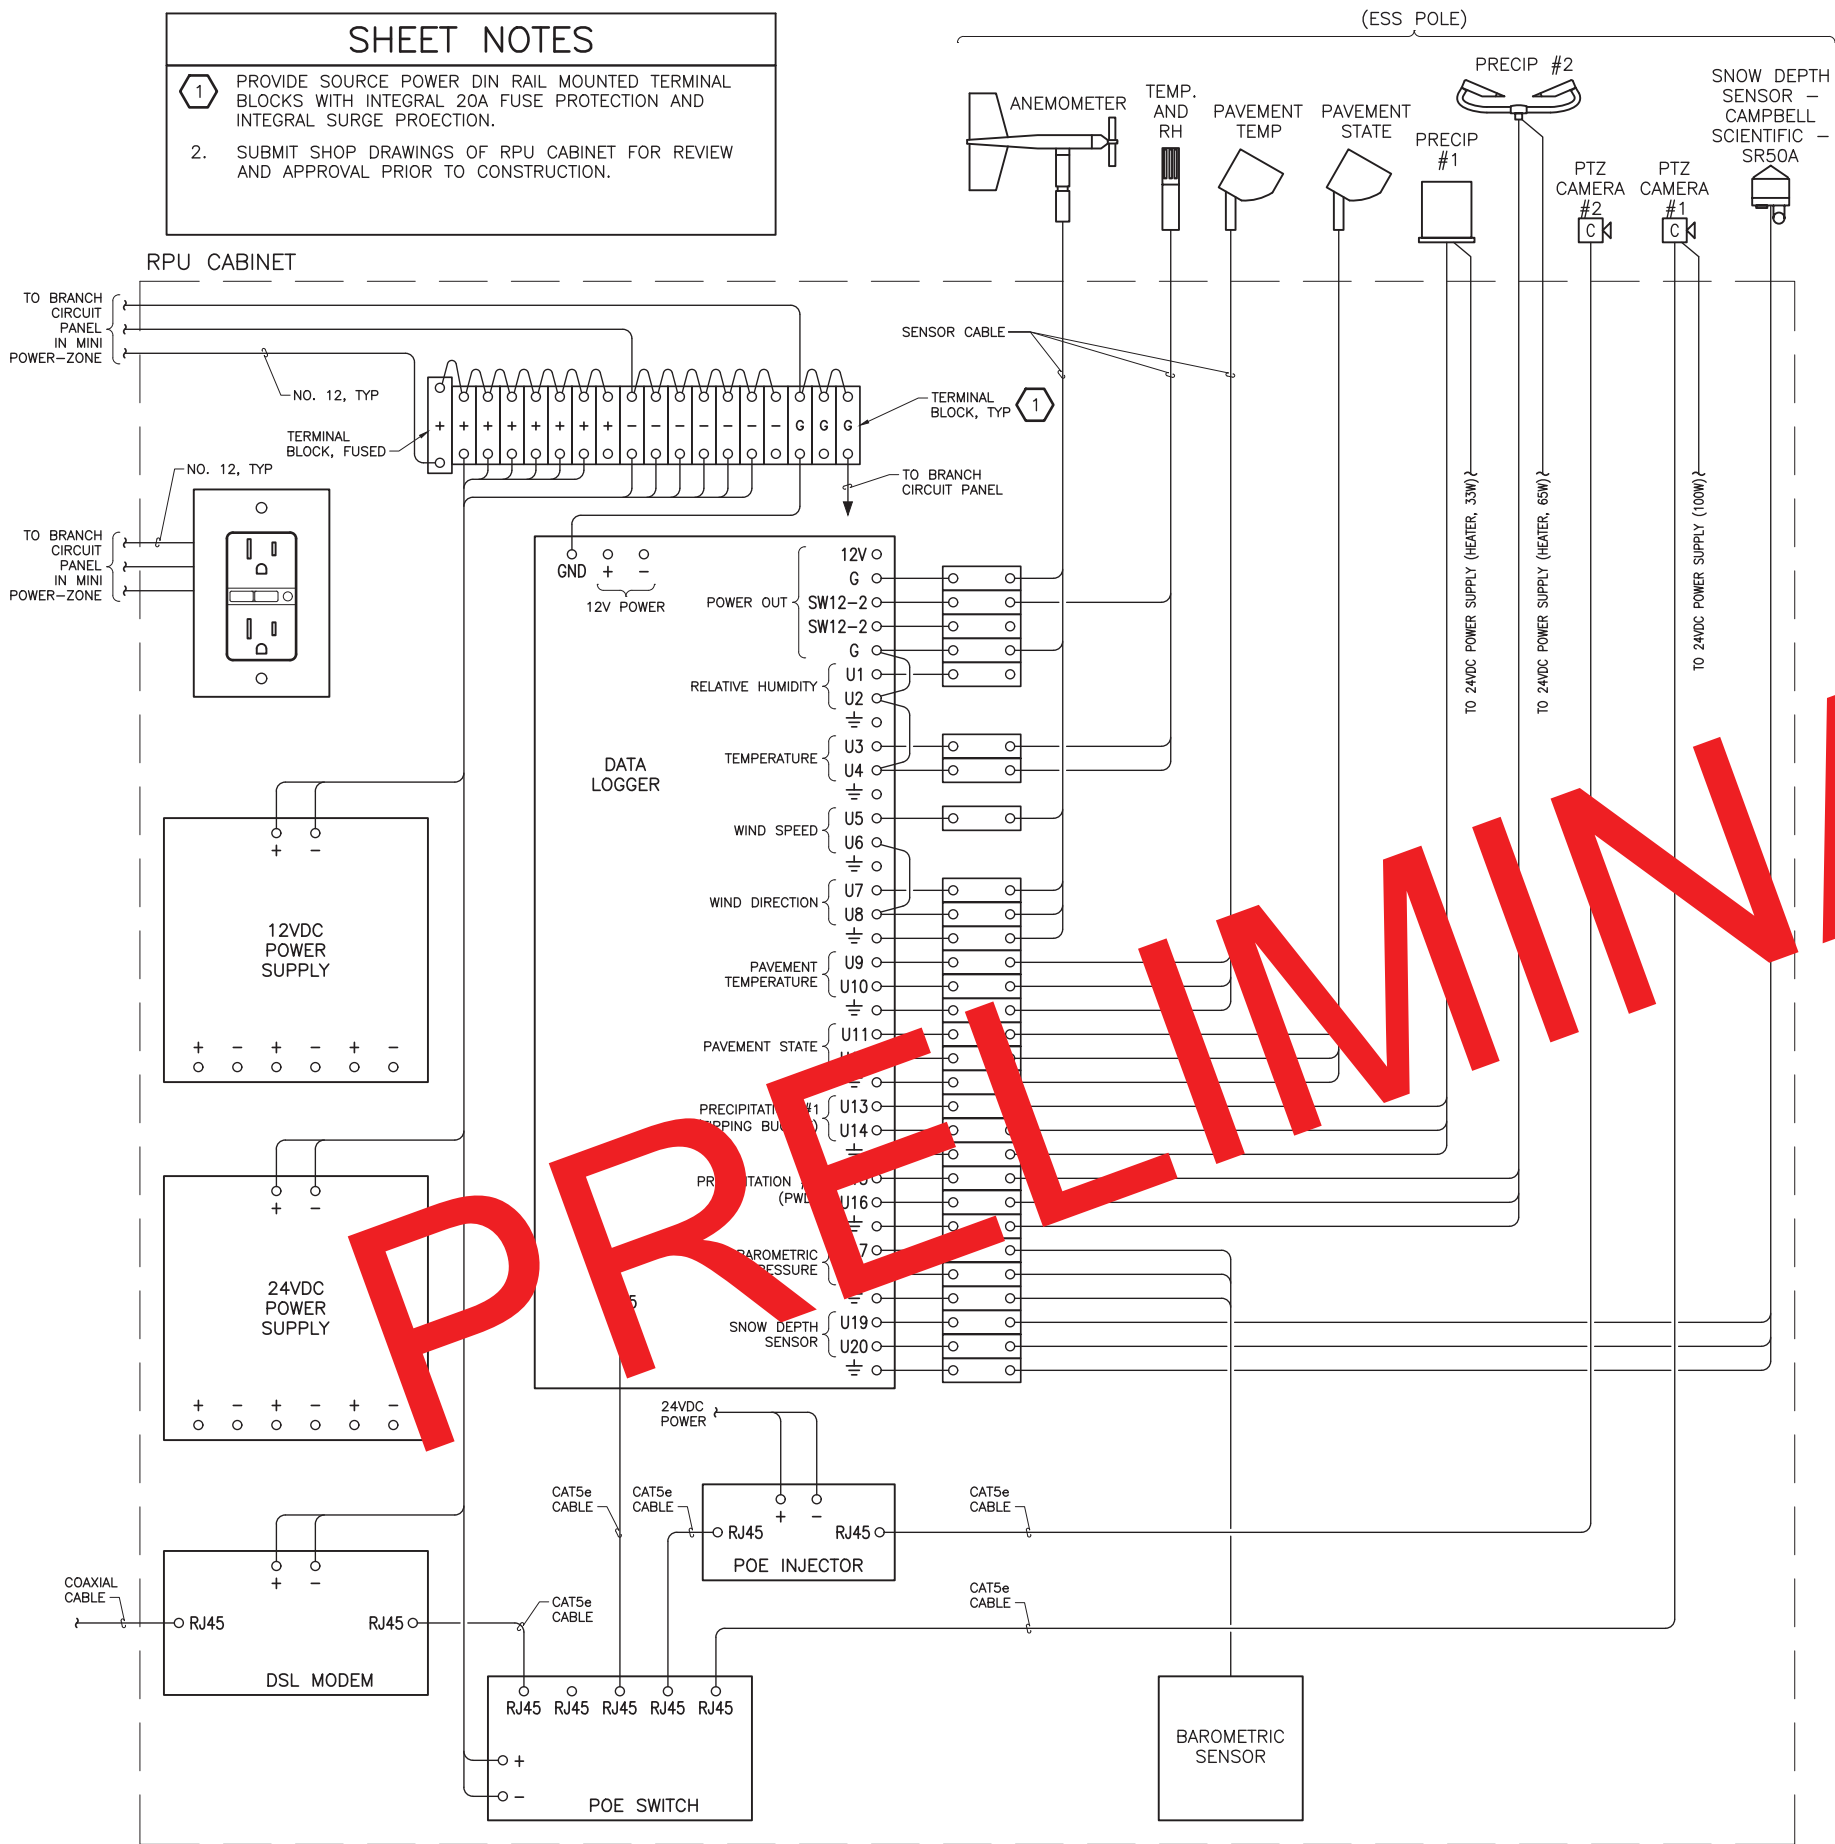 SHEET NOTES
1 PROVIDE SOURCE POWER DIN RAIL MOUNTED TERMINAL
BLOCKS WITH INTEGRAL 20A FUSE PROTECTION AND
INTEGRAL SURGE PROECTION.
2. SUBMIT SHOP DRAWINGS OF RPU CABINET FOR REVIEW
AND APPROVAL PRIOR TO CONSTRUCTION.
(ESS POLE)
ANEMOMETER
TEMP.
AND
RH
PAVEMENT
TEMP
PAVEMENT
STATE
PRECIP
#1
PRECIP #2
PTZ
CAMERA
#2
C
PTZ
CAMERA
#1
C
SNOW DEPTH
SENSOR –
CAMPBELL
SCIENTIFIC –
SR50A
RPU CABINET
TO BRANCH
CIRCUIT
PANEL
IN MINI
POWER-ZONE
NO. 12, TYP
TERMINAL
BLOCK, FUSED
+ + + + + + + + – – – – – – – G G G
TERMINAL
BLOCK, TYP
1
SENSOR CABLE
TO BRANCH
CIRCUIT PANEL
NO. 12, TYP
TO BRANCH
CIRCUIT
PANEL
IN MINI
POWER-ZONE
TO 24VDC POWER SUPPLY (HEATER, 33W)
TO 24VDC POWER SUPPLY (HEATER, 65W)
TO 24VDC POWER SUPPLY (100W)
GND + –
12V POWER
DATA
LOGGER
POWER OUT
12V
G
SW12-2
SW12-2
G
RELATIVE HUMIDITY
U1
U2
TEMPERATURE
U3
U4
WIND SPEED
U5
U6
WIND DIRECTION
U7
U8
PAVEMENT
TEMPERATURE
U9
U10
PAVEMENT STATE
U11
#1
U13
U14
(PWD
U16
BAROMETRIC
SNOW DEPTH
SENSOR
U19
U20
+ –
12VDC
POWER
SUPPLY
+ – + – + –
+ –
24VDC
POWER
SUPPLY
+ – + – + –
24VDC
POWER
CAT5e
CABLE
CAT5e
CABLE
CAT5e
CABLE
+ –
RJ45
RJ45
POE INJECTOR
+ –
COAXIAL
CABLE
RJ45
RJ45
DSL MODEM
CAT5e
CABLE
CAT5e
CABLE
RJ45 RJ45 RJ45 RJ45 RJ45
+
–
POE SWITCH
BAROMETRIC
SENSOR